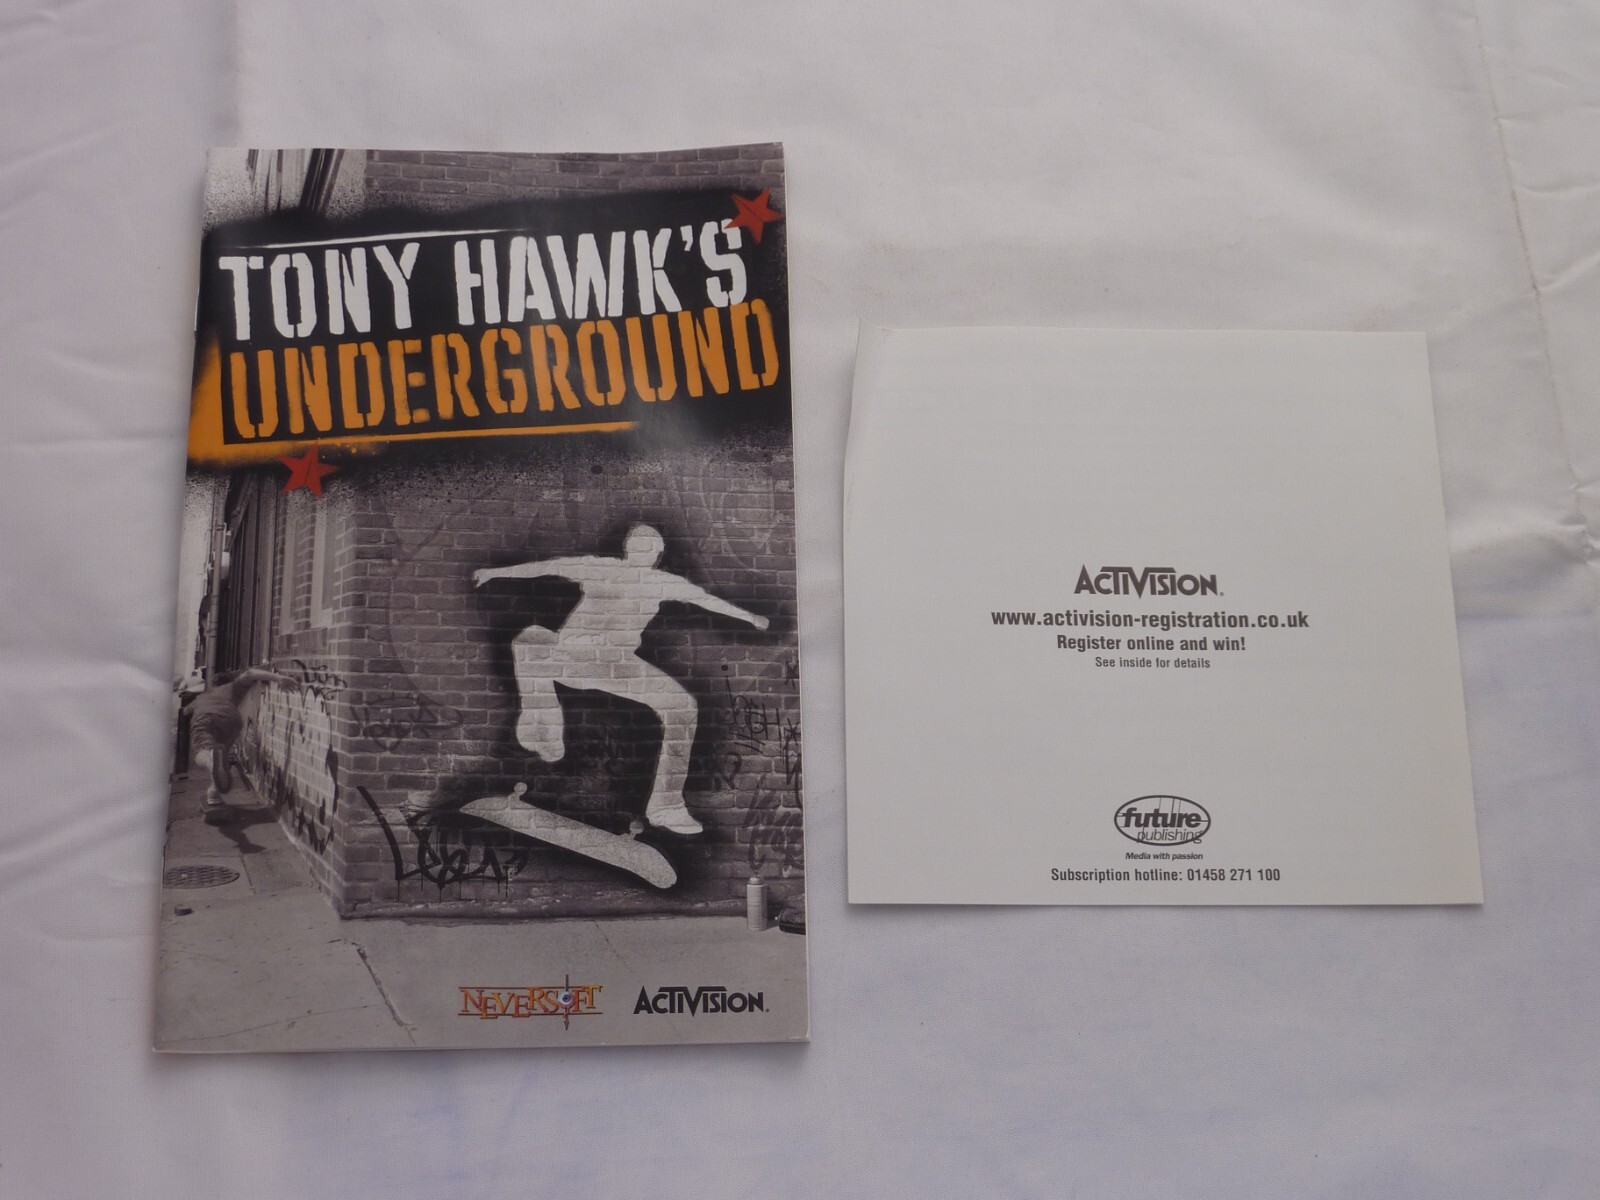 TONY HAWK'S
UNDERGROUND
NEVERSOFT
ACTIVISION.
ACTIVISION.
www.activision-registration.co.uk
Register online and win!
See inside for details
future
publishing
Media with passion
Subscription hotline: 01458 271 100